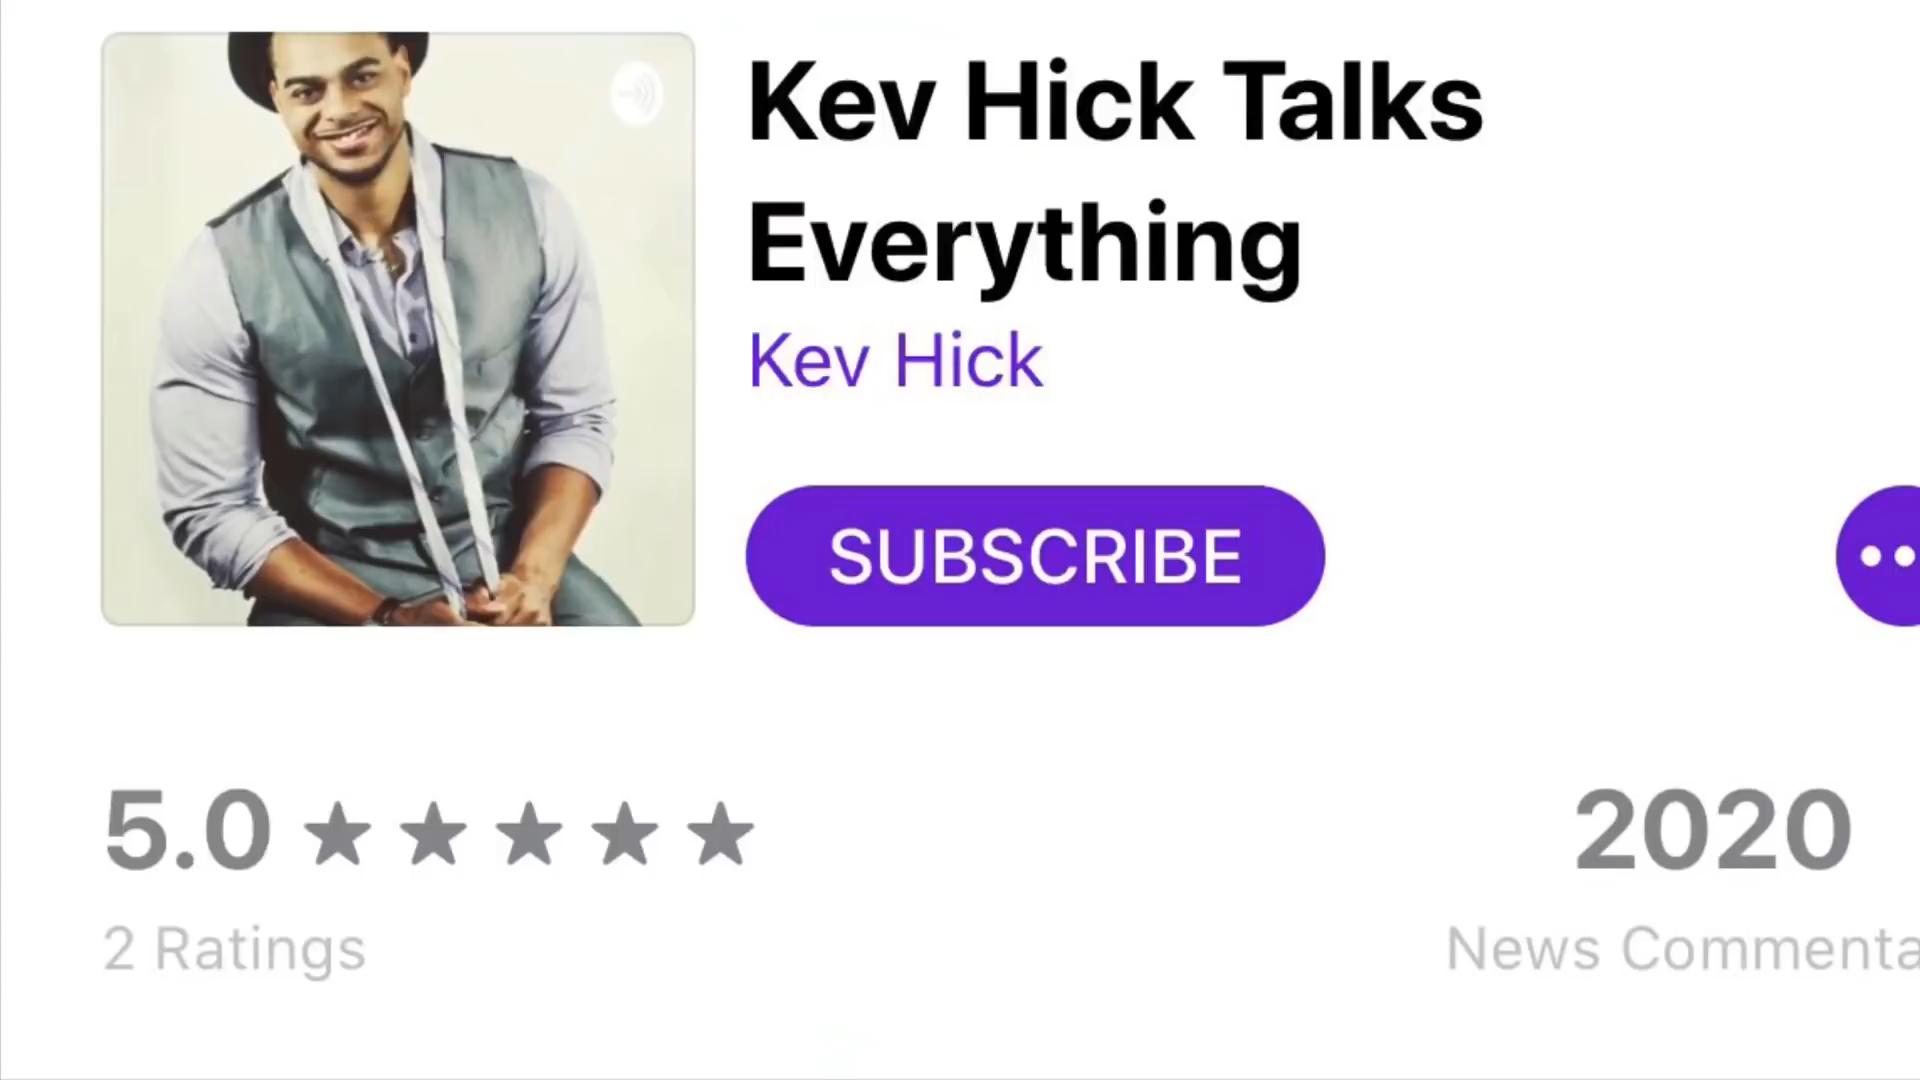 Kev Hick Talks
Everything
Kev Hick
SUBSCRIBE
5.0
2020
2 Ratings
News Commenta